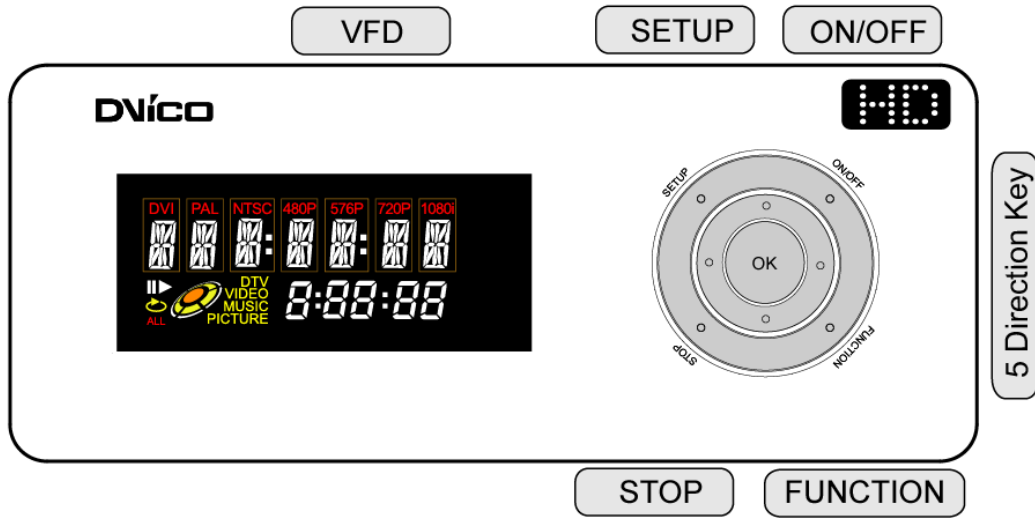 VFD
SETUP
ON/OFF
DVICO
HD
DVI PAL NTSC 480P 576P 720P 1080i
DTV
VIDEO
MUSIC
PICTURE
ALL
8:88:88
SETUP
ON/OFF
OK
STOP
FUNCTION
5 Direction Key
STOP
FUNCTION